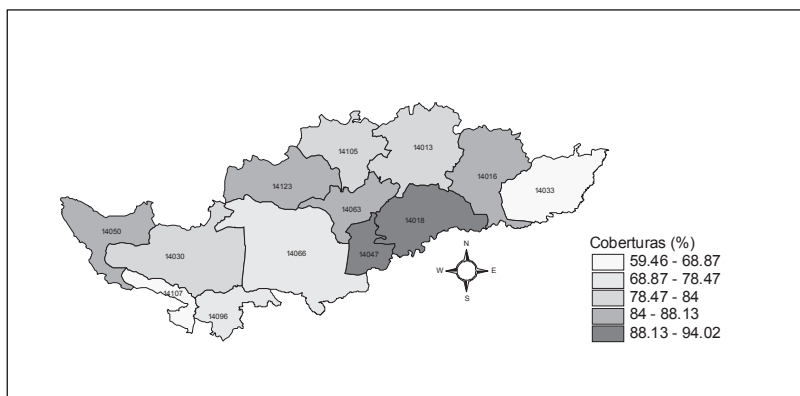 14105
14013
14123
14016
14033
14063
14050
14018
14030
14066
14047
14107
14096
N
W
E
S
Coberturas (%)
59.46 - 68.87
68.87 - 78.47
78.47 - 84
84 - 88.13
88.13 - 94.02